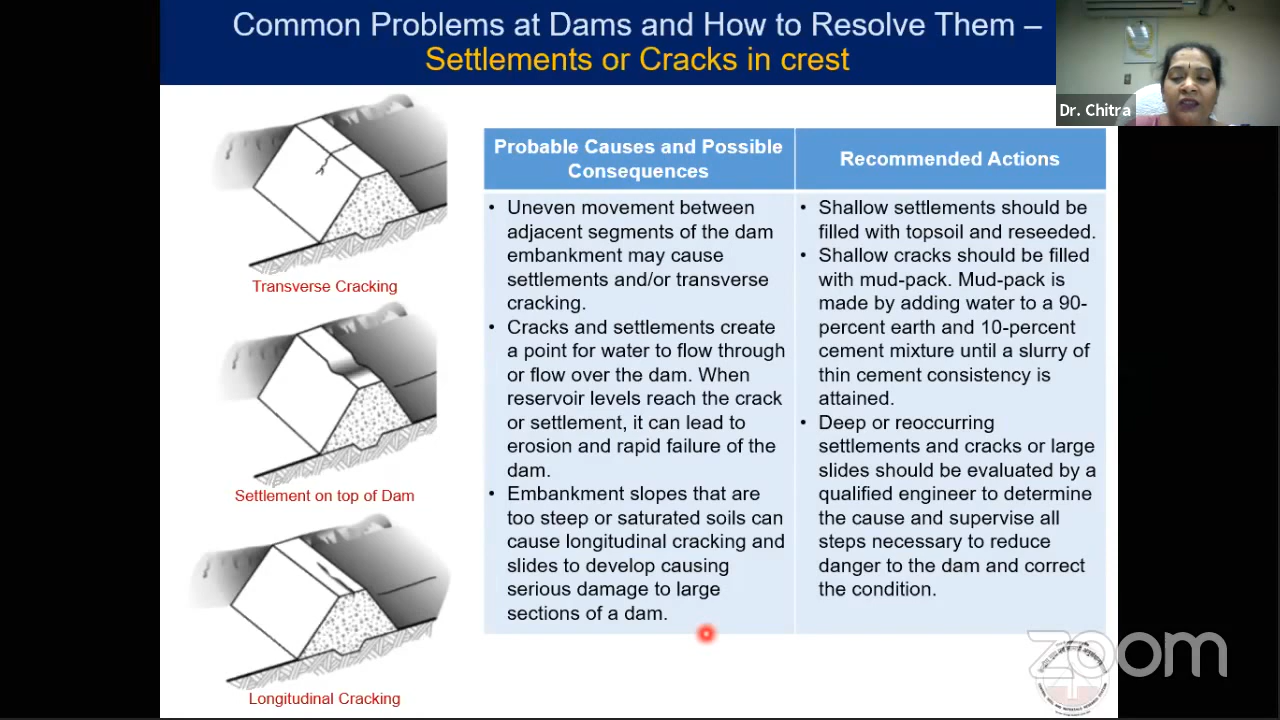 Common Problems at Dams and How to Resolve Them –
Settlements or Cracks in crest
Dr. Chitra
Transverse Cracking
Settlement on top of Dam
Longitudinal Cracking
Probable Causes and Possible
Consequences
• Uneven movement between
adjacent segments of the dam
embankment may cause
settlements and/or transverse
cracking.
• Cracks and settlements create
a point for water to flow through
or flow over the dam. When
reservoir levels reach the crack
or settlement, it can lead to
erosion and rapid failure of the
dam.
• Embankment slopes that are
too steep or saturated soils can
cause longitudinal cracking and
slides to develop causing
serious damage to large
sections of a dam.
Recommended Actions
• Shallow settlements should be
filled with topsoil and reseeded.
• Shallow cracks should be filled
with mud-pack. Mud-pack is
made by adding water to a 90-
percent earth and 10-percent
cement mixture until a slurry of
thin cement consistency is
attained.
• Deep or reoccurring
settlements and cracks or large
slides should be evaluated by a
qualified engineer to determine
the cause and supervise all
steps necessary to reduce
danger to the dam and correct
the condition.
zoom